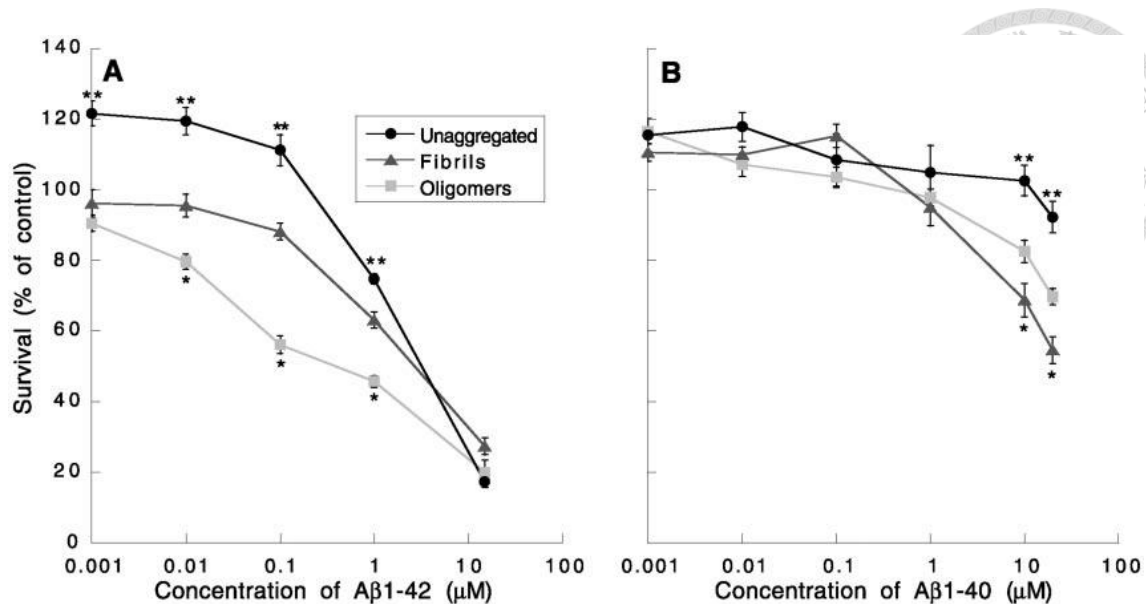 A
B
Unaggregated
Fibrils
Oligomers
Survival (% of control)
140
120
100
80
60
40
20
0
** ** ** **
* * *
** **
* *
0.001 0.01 0.1 1 10 100
0.001 0.01 0.1 1 10 100
Concentration of Aβ1-42 (μM)
Concentration of Aβ1-40 (μM)